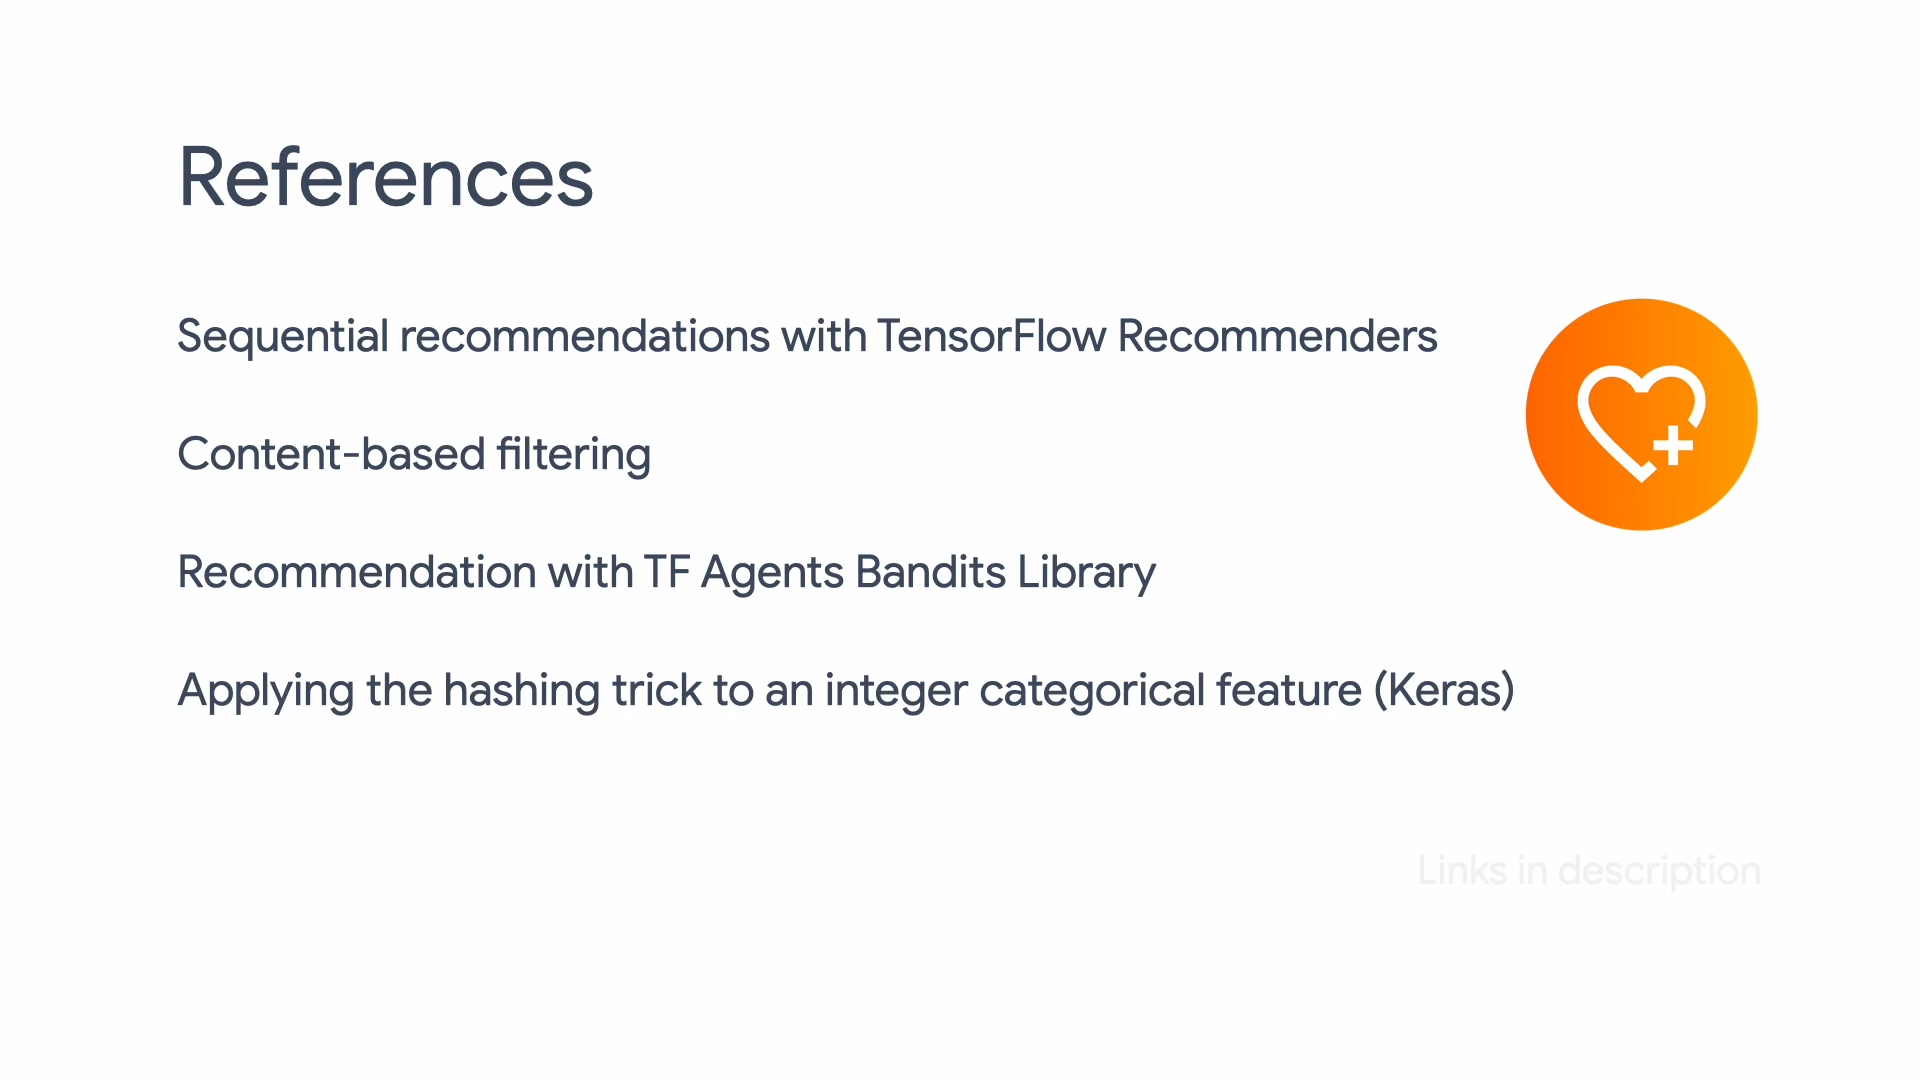 References
Sequential recommendations with TensorFlow Recommenders
Content-based filtering
Recommendation with TF Agents Bandits Library
Applying the hashing trick to an integer categorical feature (Keras)
Links in description